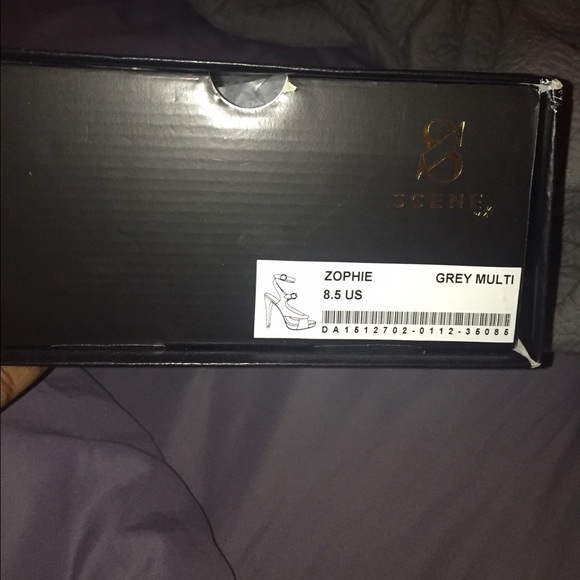 SCENE
ZOPHIE GREY MULTI
8.5 US
DA1512702-0112-35085